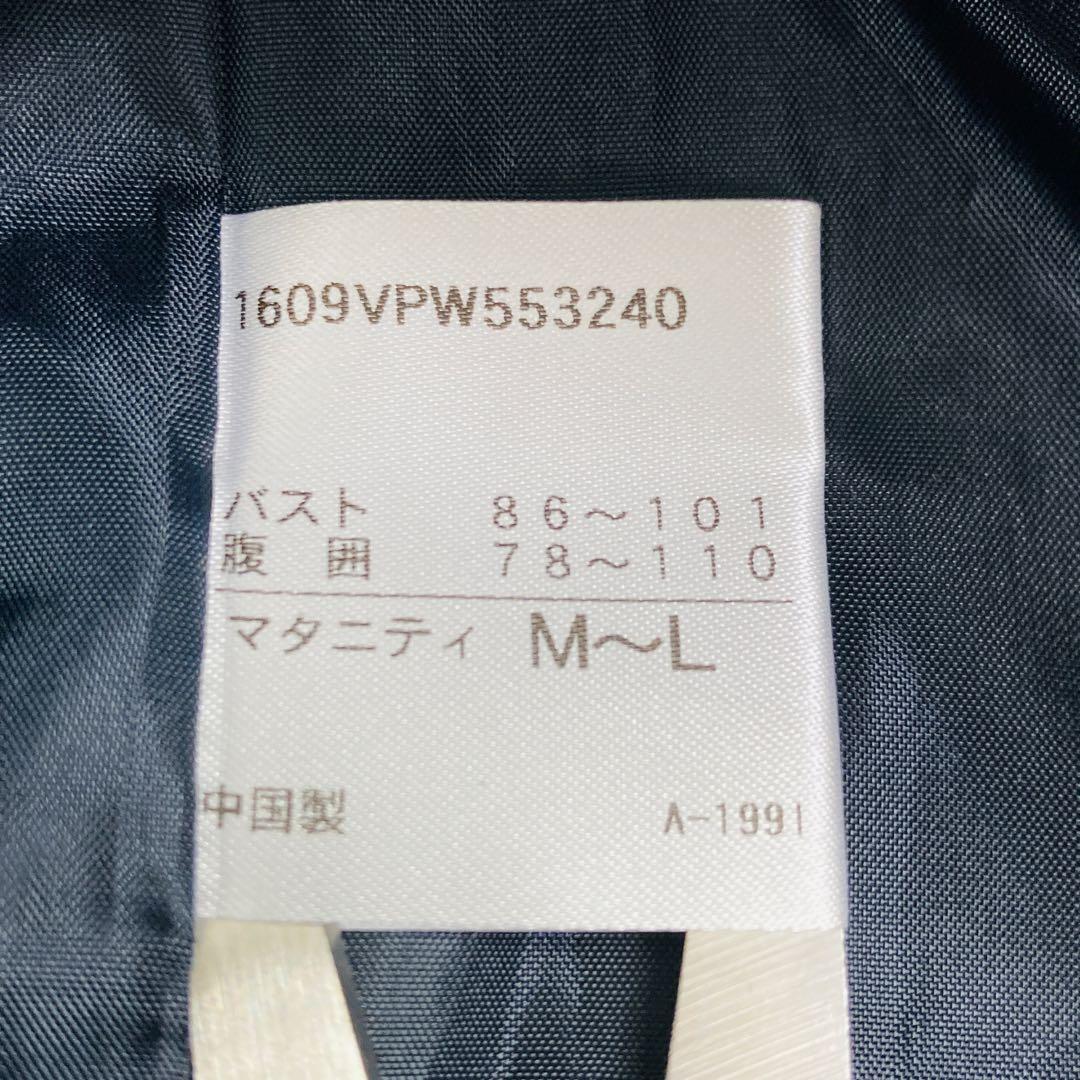 1609VPW553240
バスト 86～101
腹囲 78～110
マタニティ M～L
中国製 A-1991